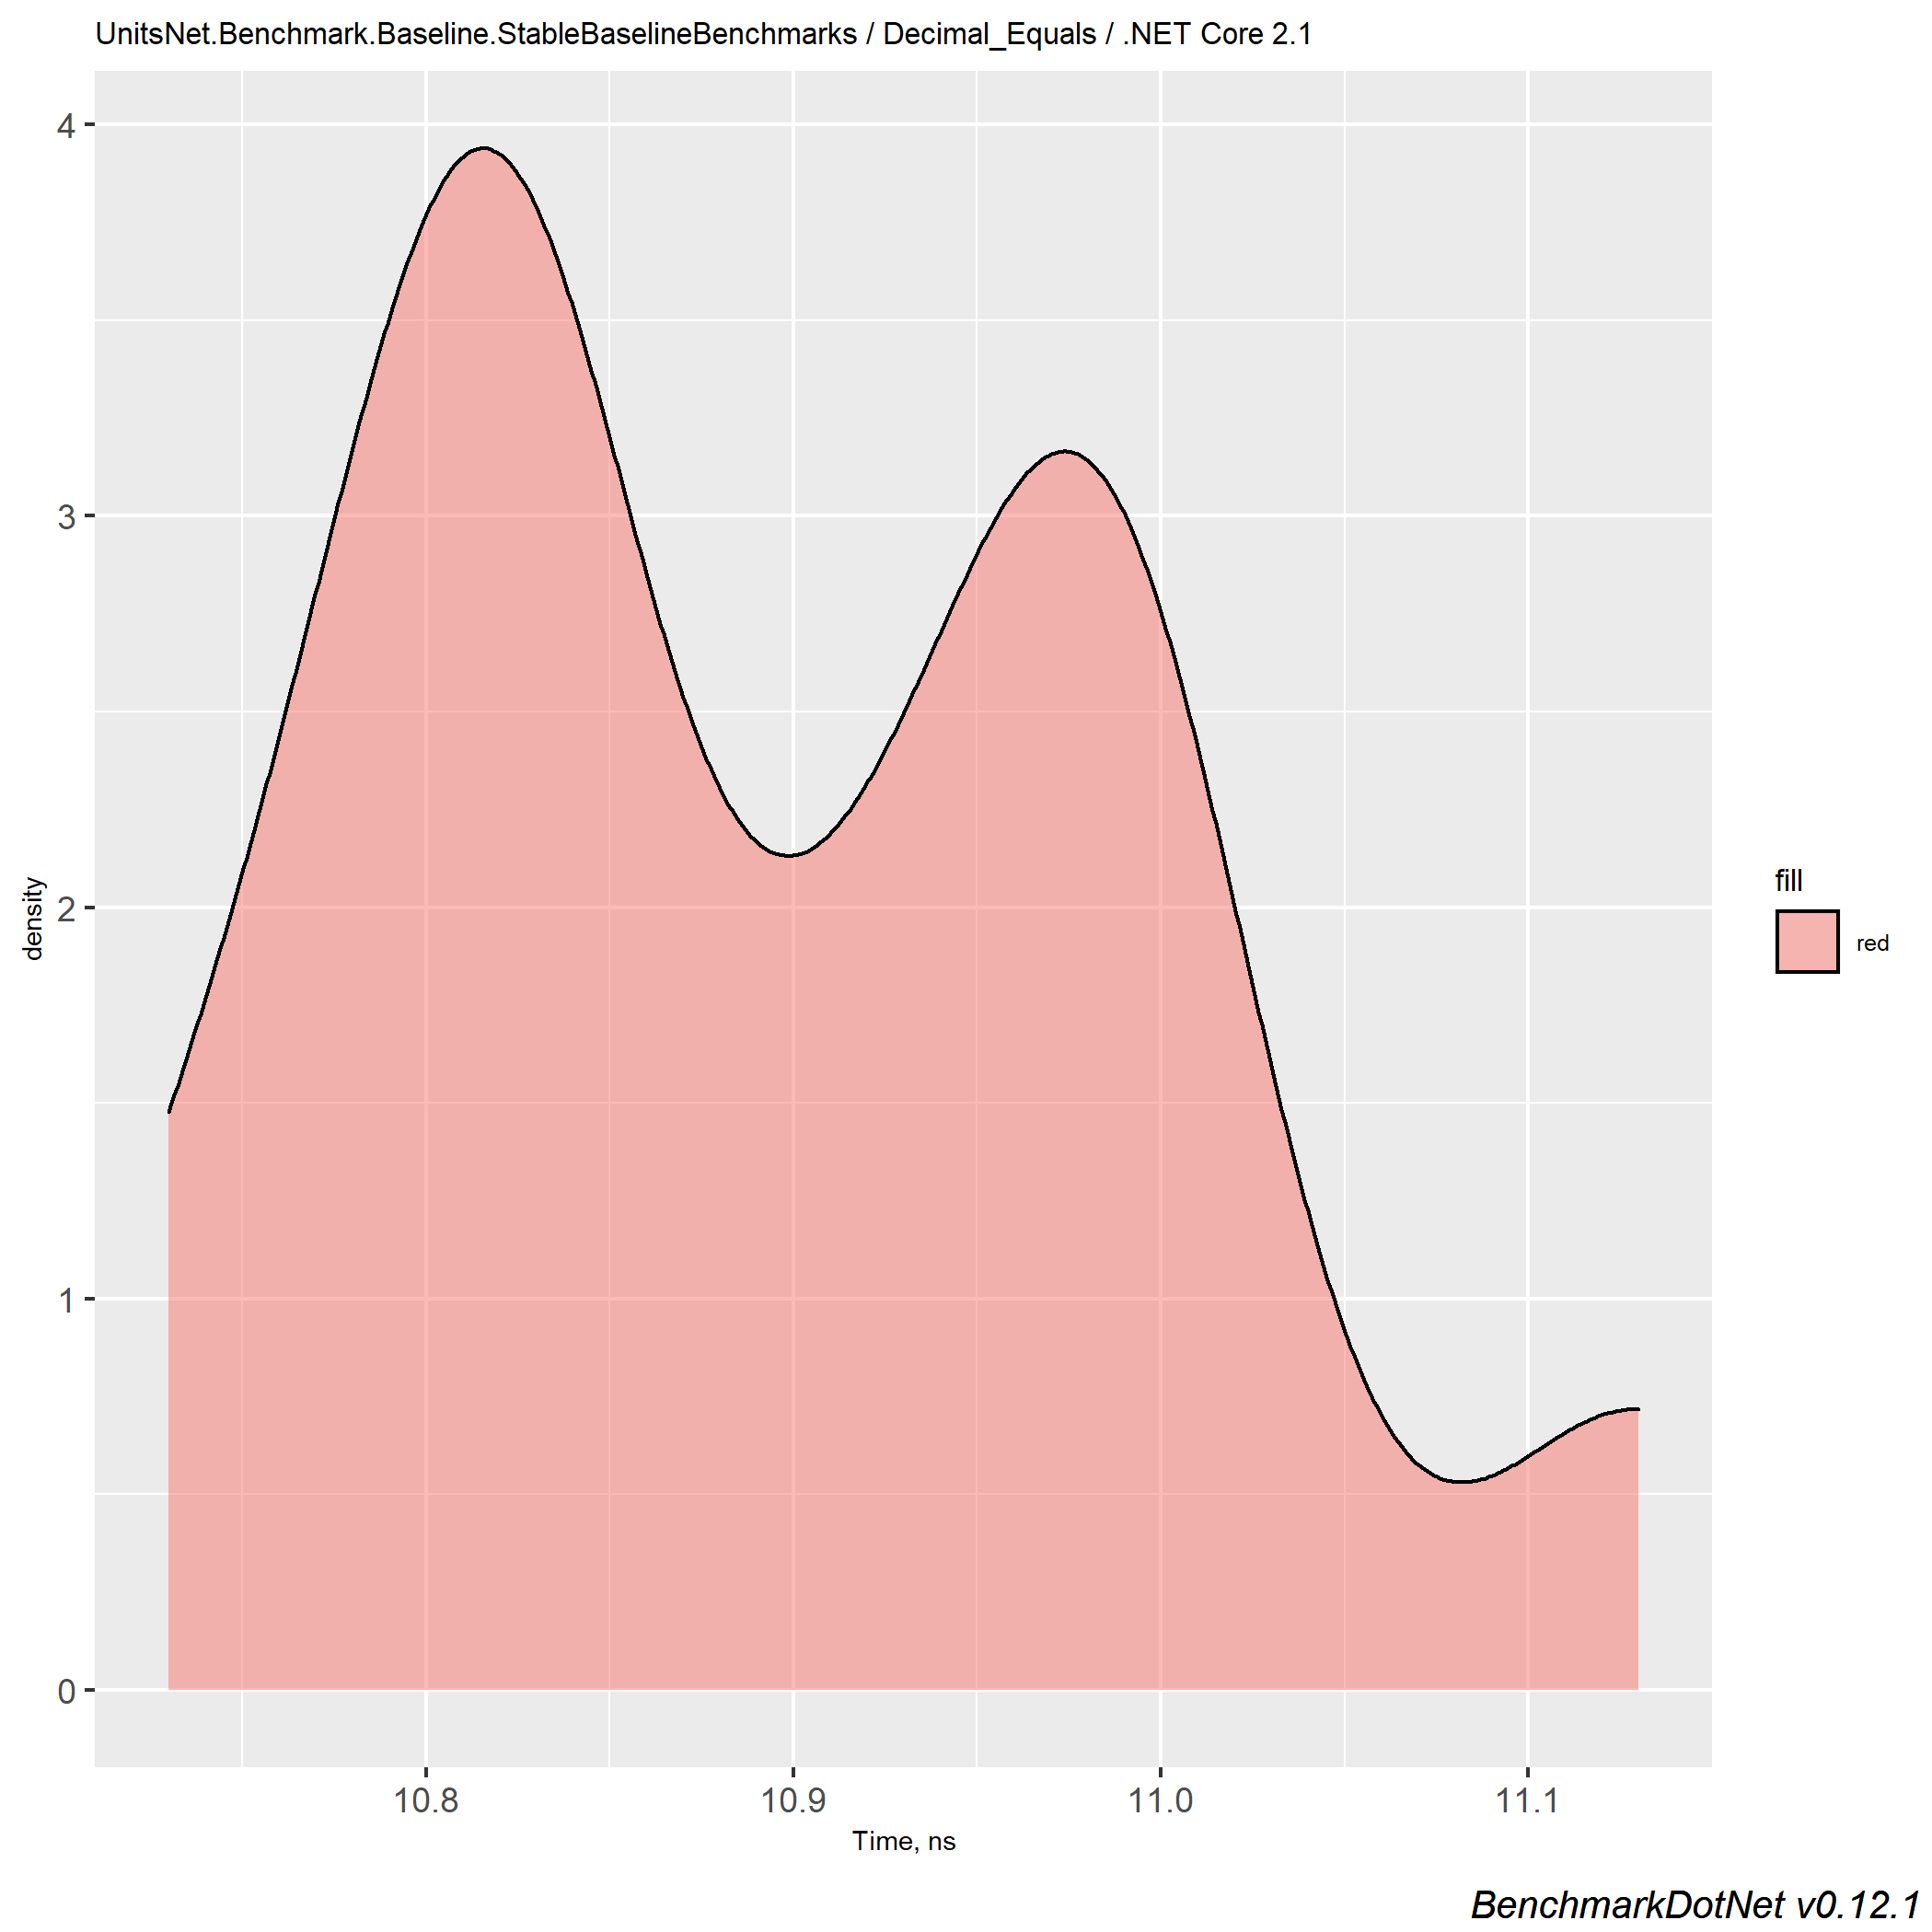 UnitsNet.Benchmark.Baseline.StableBaselineBenchmarks / Decimal_Equals / .NET Core 2.1
4
3
2
1
0
density
10.8 10.9 11.0 11.1
Time, ns
fill
red
BenchmarkDotNet v0.12.1